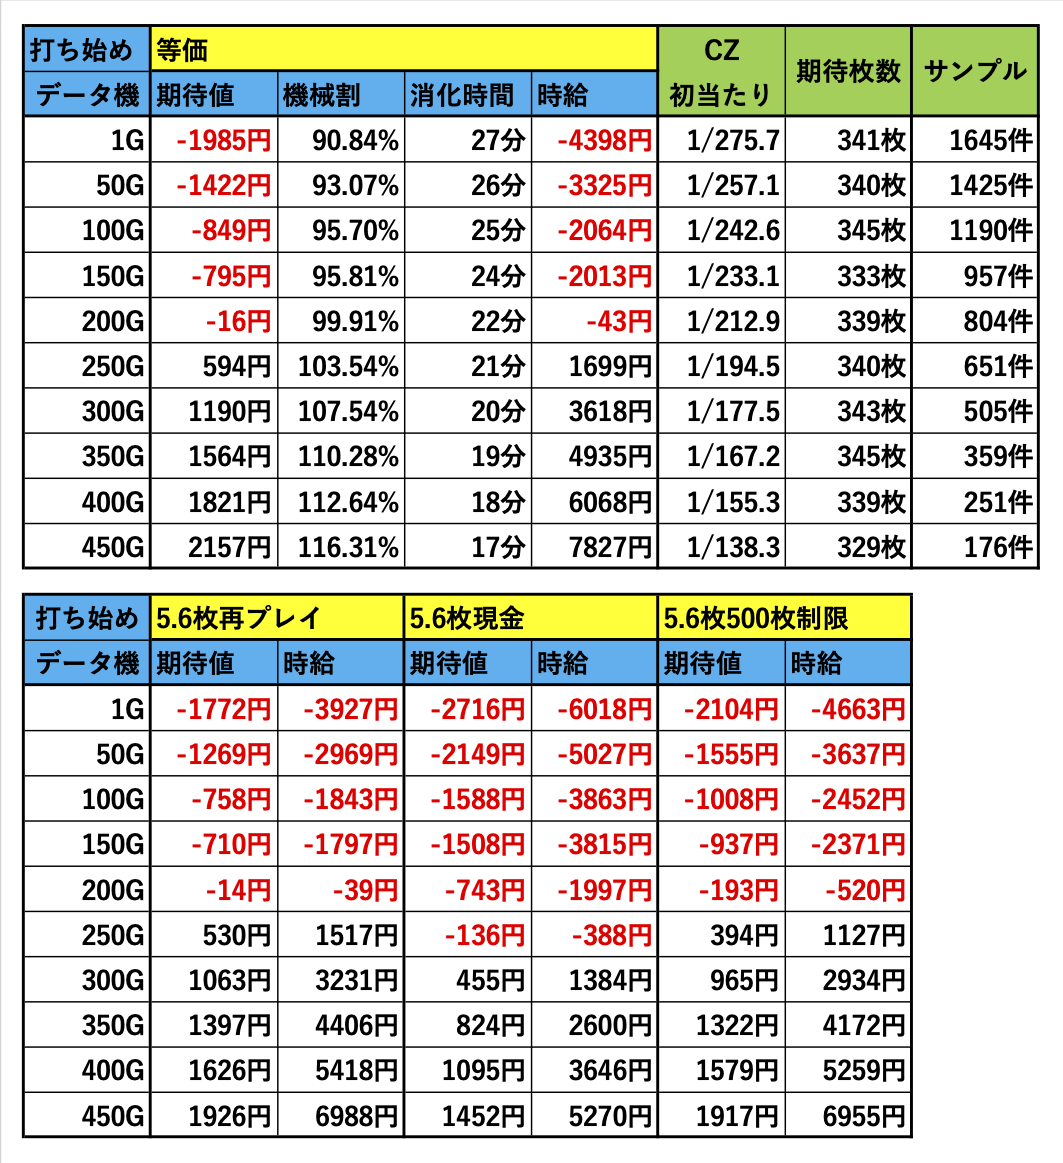 打ち始め 等価 CZ 期待枚数 サンプル
データ機 期待値 機械割 消化時間 時給 初当たり
1G -1985円 90.84% 27分 -4398円 1/275.7 341枚 1645件
50G -1422円 93.07% 26分 -3325円 1/257.1 340枚 1425件
100G -849円 95.70% 25分 -2064円 1/242.6 345枚 1190件
150G -795円 95.81% 24分 -2013円 1/233.1 333枚 957件
200G -16円 99.91% 22分 -43円 1/212.9 339枚 804件
250G 594円 103.54% 21分 1699円 1/194.5 340枚 651件
300G 1190円 107.54% 20分 3618円 1/177.5 343枚 505件
350G 1564円 110.28% 19分 4935円 1/167.2 345枚 359件
400G 1821円 112.64% 18分 6068円 1/155.3 339枚 251件
450G 2157円 116.31% 17分 7827円 1/138.3 329枚 176件
打ち始め 5.6枚再プレイ 5.6枚現金 5.6枚500枚制限
データ機 期待値 時給 期待値 時給 期待値 時給
1G -1772円 -3927円 -2716円 -6018円 -2104円 -4663円
50G -1269円 -2969円 -2149円 -5027円 -1555円 -3637円
100G -758円 -1843円 -1588円 -3863円 -1008円 -2452円
150G -710円 -1797円 -1508円 -3815円 -937円 -2371円
200G -14円 -39円 -743円 -1997円 -193円 -520円
250G 530円 1517円 -136円 -388円 394円 1127円
300G 1063円 3231円 455円 1384円 965円 2934円
350G 1397円 4406円 824円 2600円 1322円 4172円
400G 1626円 5418円 1095円 3646円 1579円 5259円
450G 1926円 6988円 1452円 5270円 1917円 6955円